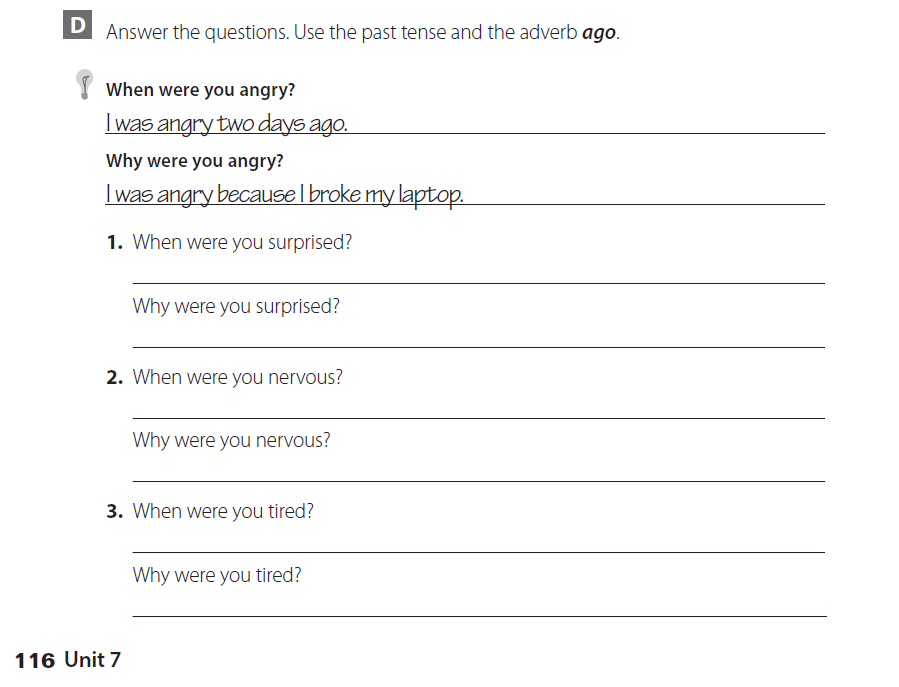 D Answer the questions. Use the past tense and the adverb ago.
When were you angry?
I was angry two days ago.
Why were you angry?
I was angry because I broke my laptop.
1. When were you surprised?
Why were you surprised?
2. When were you nervous?
Why were you nervous?
3. When were you tired?
Why were you tired?
116 Unit 7